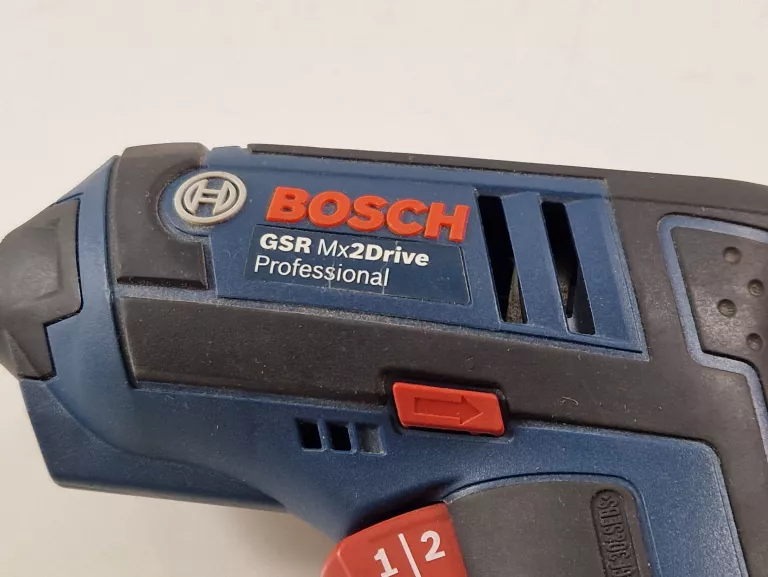 BOSCH
GSR Mx2Drive
Professional
1|2